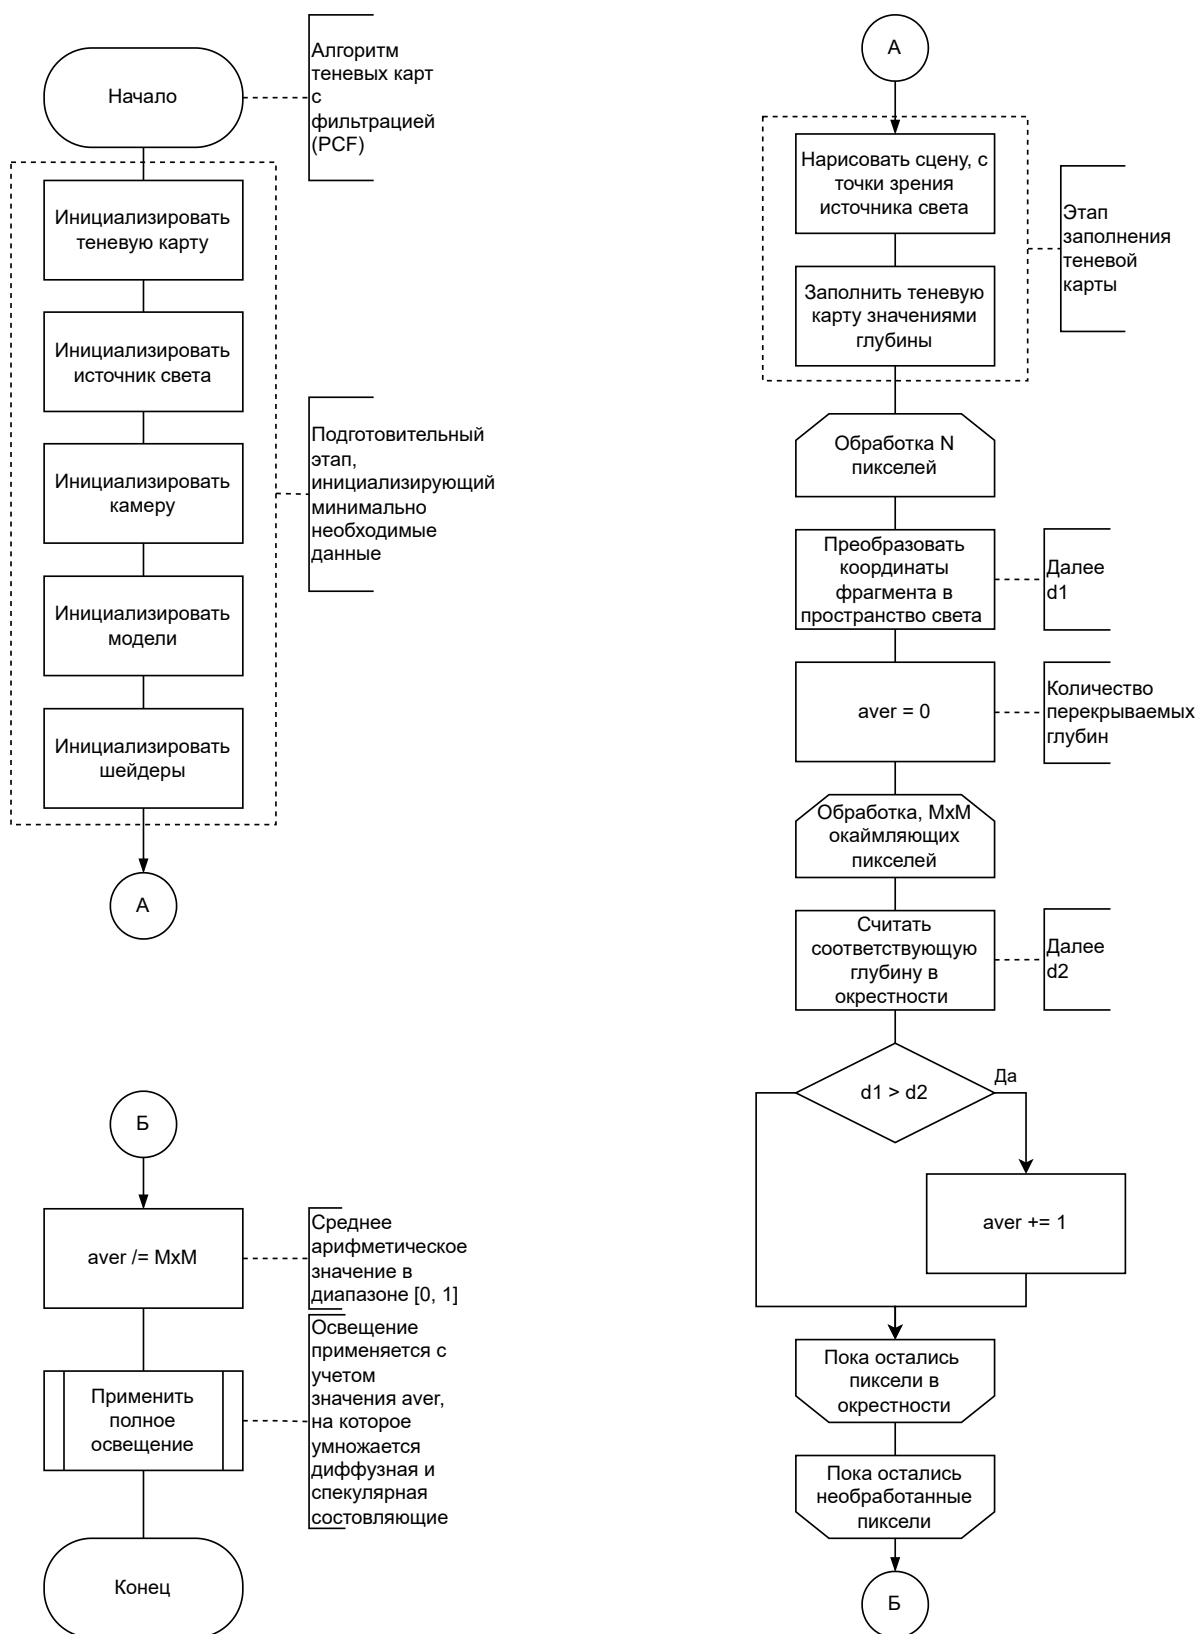 Начало
Алгоритм
теневых карт
с
фильтрацией
(PCF)
Инициализировать
теневую карту
Инициализировать
источник света
Инициализировать
камеру
Подготовительный
этап,
инициализирующий
минимально
необходимые
данные
Инициализировать
модели
Инициализировать
шейдеры
А
Б
aver /= MxM
Среднее
арифметическое
значение в
диапазоне [0, 1]
Применить
полное
освещение
Освещение
применяется с
учетом
значения aver,
на которое
умножается
диффузная и
спекулярная
состовляющие
Конец
А
Нарисовать сцену, с
точки зрения
источника света
Заполнить теневую
карту значениями
глубины
Этап
заполнения
теневой
карты
Обработка N
пикселей
Преобразовать
координаты
фрагмента в
пространство света
Далее
d1
aver = 0
Количество
перекрываемых
глубин
Обработка, МхМ
окаймляющих
пикселей
Считать
соответствующую
глубину в
окрестности
Далее
d2
d1 > d2
Да
aver += 1
Пока остались
пиксели в
окрестности
Пока остались
необработанные
пиксели
Б